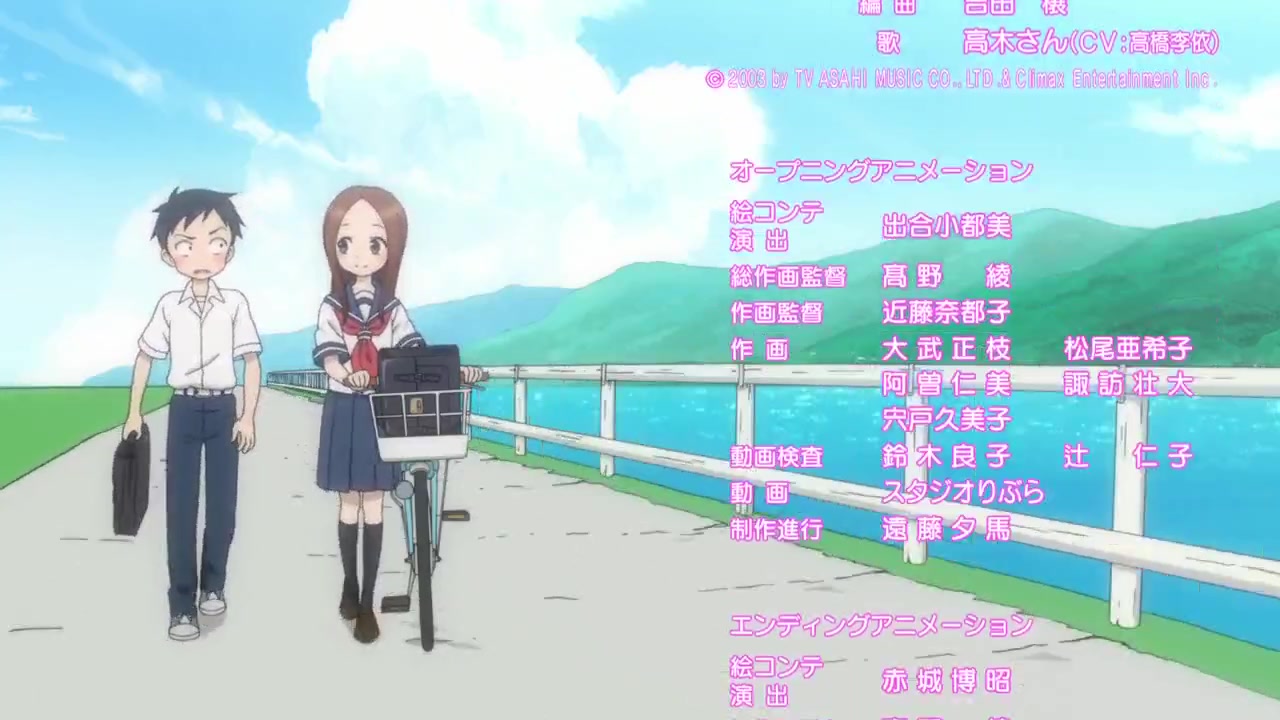 編曲 吉田 穣
歌 高木さん(CV:高橋李依)
© 2003 by TV ASAHI MUSIC CO., LTD. & Climax Entertainment Inc.
オープニングアニメーション
絵コンテ
演出 出合小都美
総作画監督 髙野 綾
作画監督 近藤奈都子
作画 大武正枝 松尾亜希子
阿曽仁美 諏訪壮太
宍戸久美子
動画検査 鈴木良子 辻 仁子
動画 スタジオりぶら
制作進行 遠藤夕馬
エンディングアニメーション
絵コンテ
演出 赤城博昭